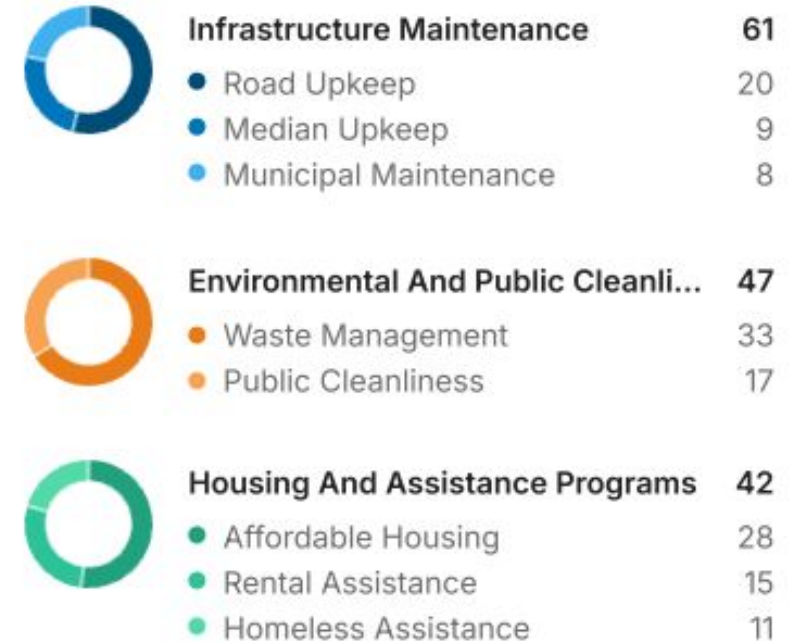 Infrastructure Maintenance 61
Road Upkeep 20
Median Upkeep 9
Municipal Maintenance 8
Environmental And Public Cleanli... 47
Waste Management 33
Public Cleanliness 17
Housing And Assistance Programs 42
Affordable Housing 28
Rental Assistance 15
Homeless Assistance 11